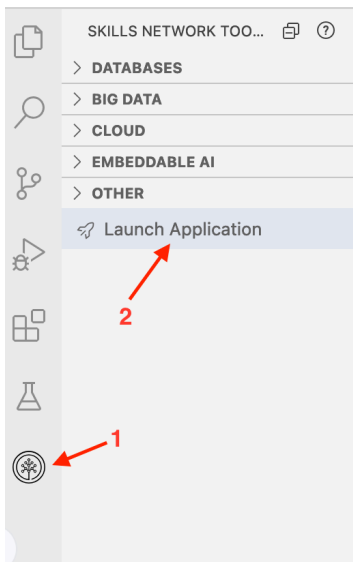 SKILLS NETWORK TOO...
DATABASES
BIG DATA
CLOUD
EMBEDDABLE AI
OTHER
Launch Application
2
1